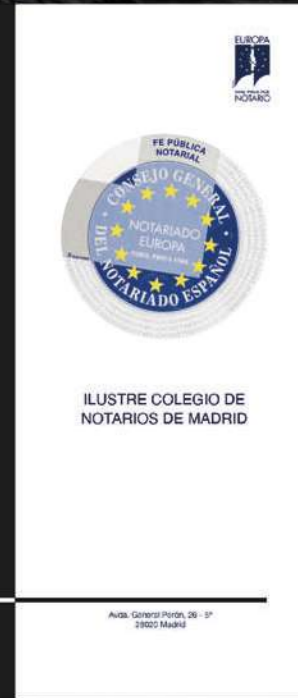 EUROPA
NOTARIO
FE PÚBLICA
NOTARIAL
CONSEJO GENERAL
DEL NOTARIADO ESPAÑOL
NOTARIADO
EUROPA
ILUSTRE COLEGIO DE
NOTARIOS DE MADRID
Avda. General Perón, 26 - 5º
28020 Madrid